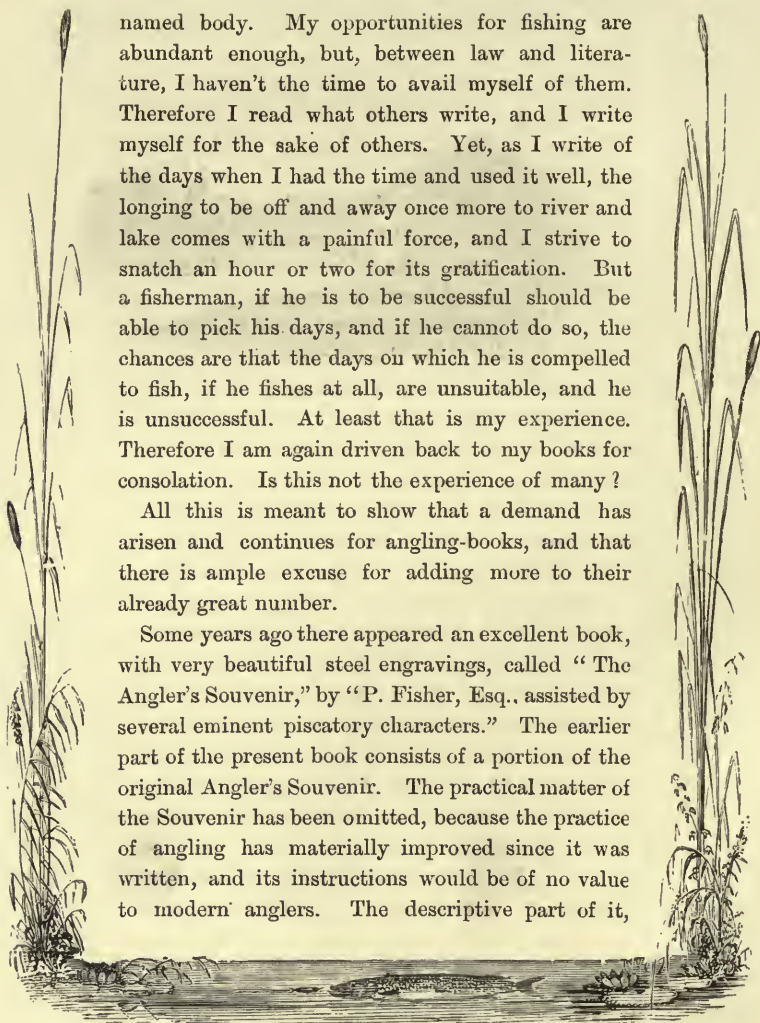 named body. My opportunities for fishing are
abundant enough, but, between law and litera-
ture, I haven't the time to avail myself of them.
Therefore I read what others write, and I write
myself for the sake of others. Yet, as I write of
the days when I had the time and used it well, the
longing to be off and away once more to river and
lake comes with a painful force, and I strive to
snatch an hour or two for its gratification. But
a fisherman, if he is to be successful should be
able to pick his days, and if he cannot do so, the
chances are that the days on which he is compelled
to fish, if he fishes at all, are unsuitable, and he
is unsuccessful. At least that is my experience.
Therefore I am again driven back to my books for
consolation. Is this not the experience of many?
All this is meant to show that a demand has
arisen and continues for angling-books, and that
there is ample excuse for adding more to their
already great number.
Some years ago there appeared an excellent book,
with very beautiful steel engravings, called "The
Angler's Souvenir," by "P. Fisher, Esq., assisted by
several eminent piscatory characters." The earlier
part of the present book consists of a portion of the
original Angler's Souvenir. The practical matter of
the Souvenir has been omitted, because the practice
of angling has materially improved since it was
written, and its instructions would be of no value
to modern anglers. The descriptive part of it,